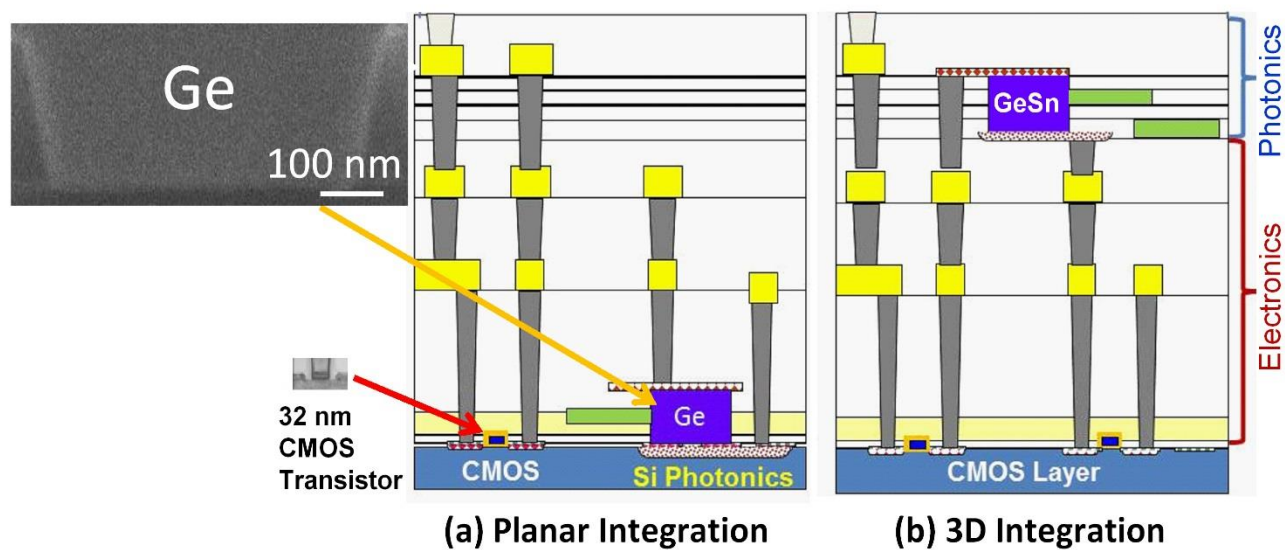 Ge
100 nm
32 nm
CMOS
Transistor
Ge
CMOS
Si Photonics
(a) Planar Integration
GeSn
CMOS Layer
(b) 3D Integration
Photonics
Electronics